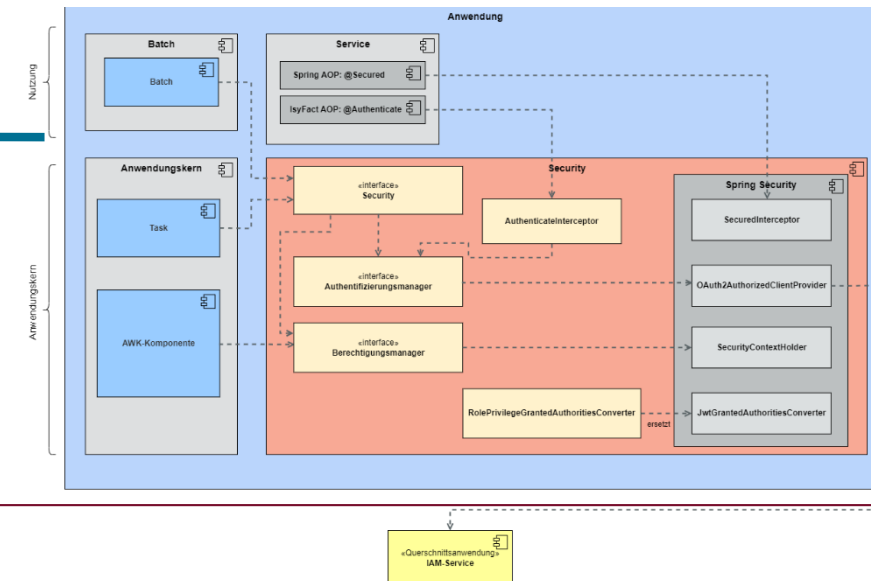 Anwendung
Nutzung
Batch
Batch
Service
Spring AOP: @Secured
IsyFact AOP: @Authenticate
Anwendungskern
Anwendungskern
Task
AWK-Komponente
Security
«interface»
Security
AuthenticateInterceptor
«interface»
Authentifizierungsmanager
«interface»
Berechtigungsmanager
RolePrivilegeGrantedAuthoritiesConverter
ersetzt
Spring Security
SecuredInterceptor
OAuth2AuthorizedClientProvider
SecurityContextHolder
JwtGrantedAuthoritiesConverter
«Querschnittsanwendung»
IAM-Service